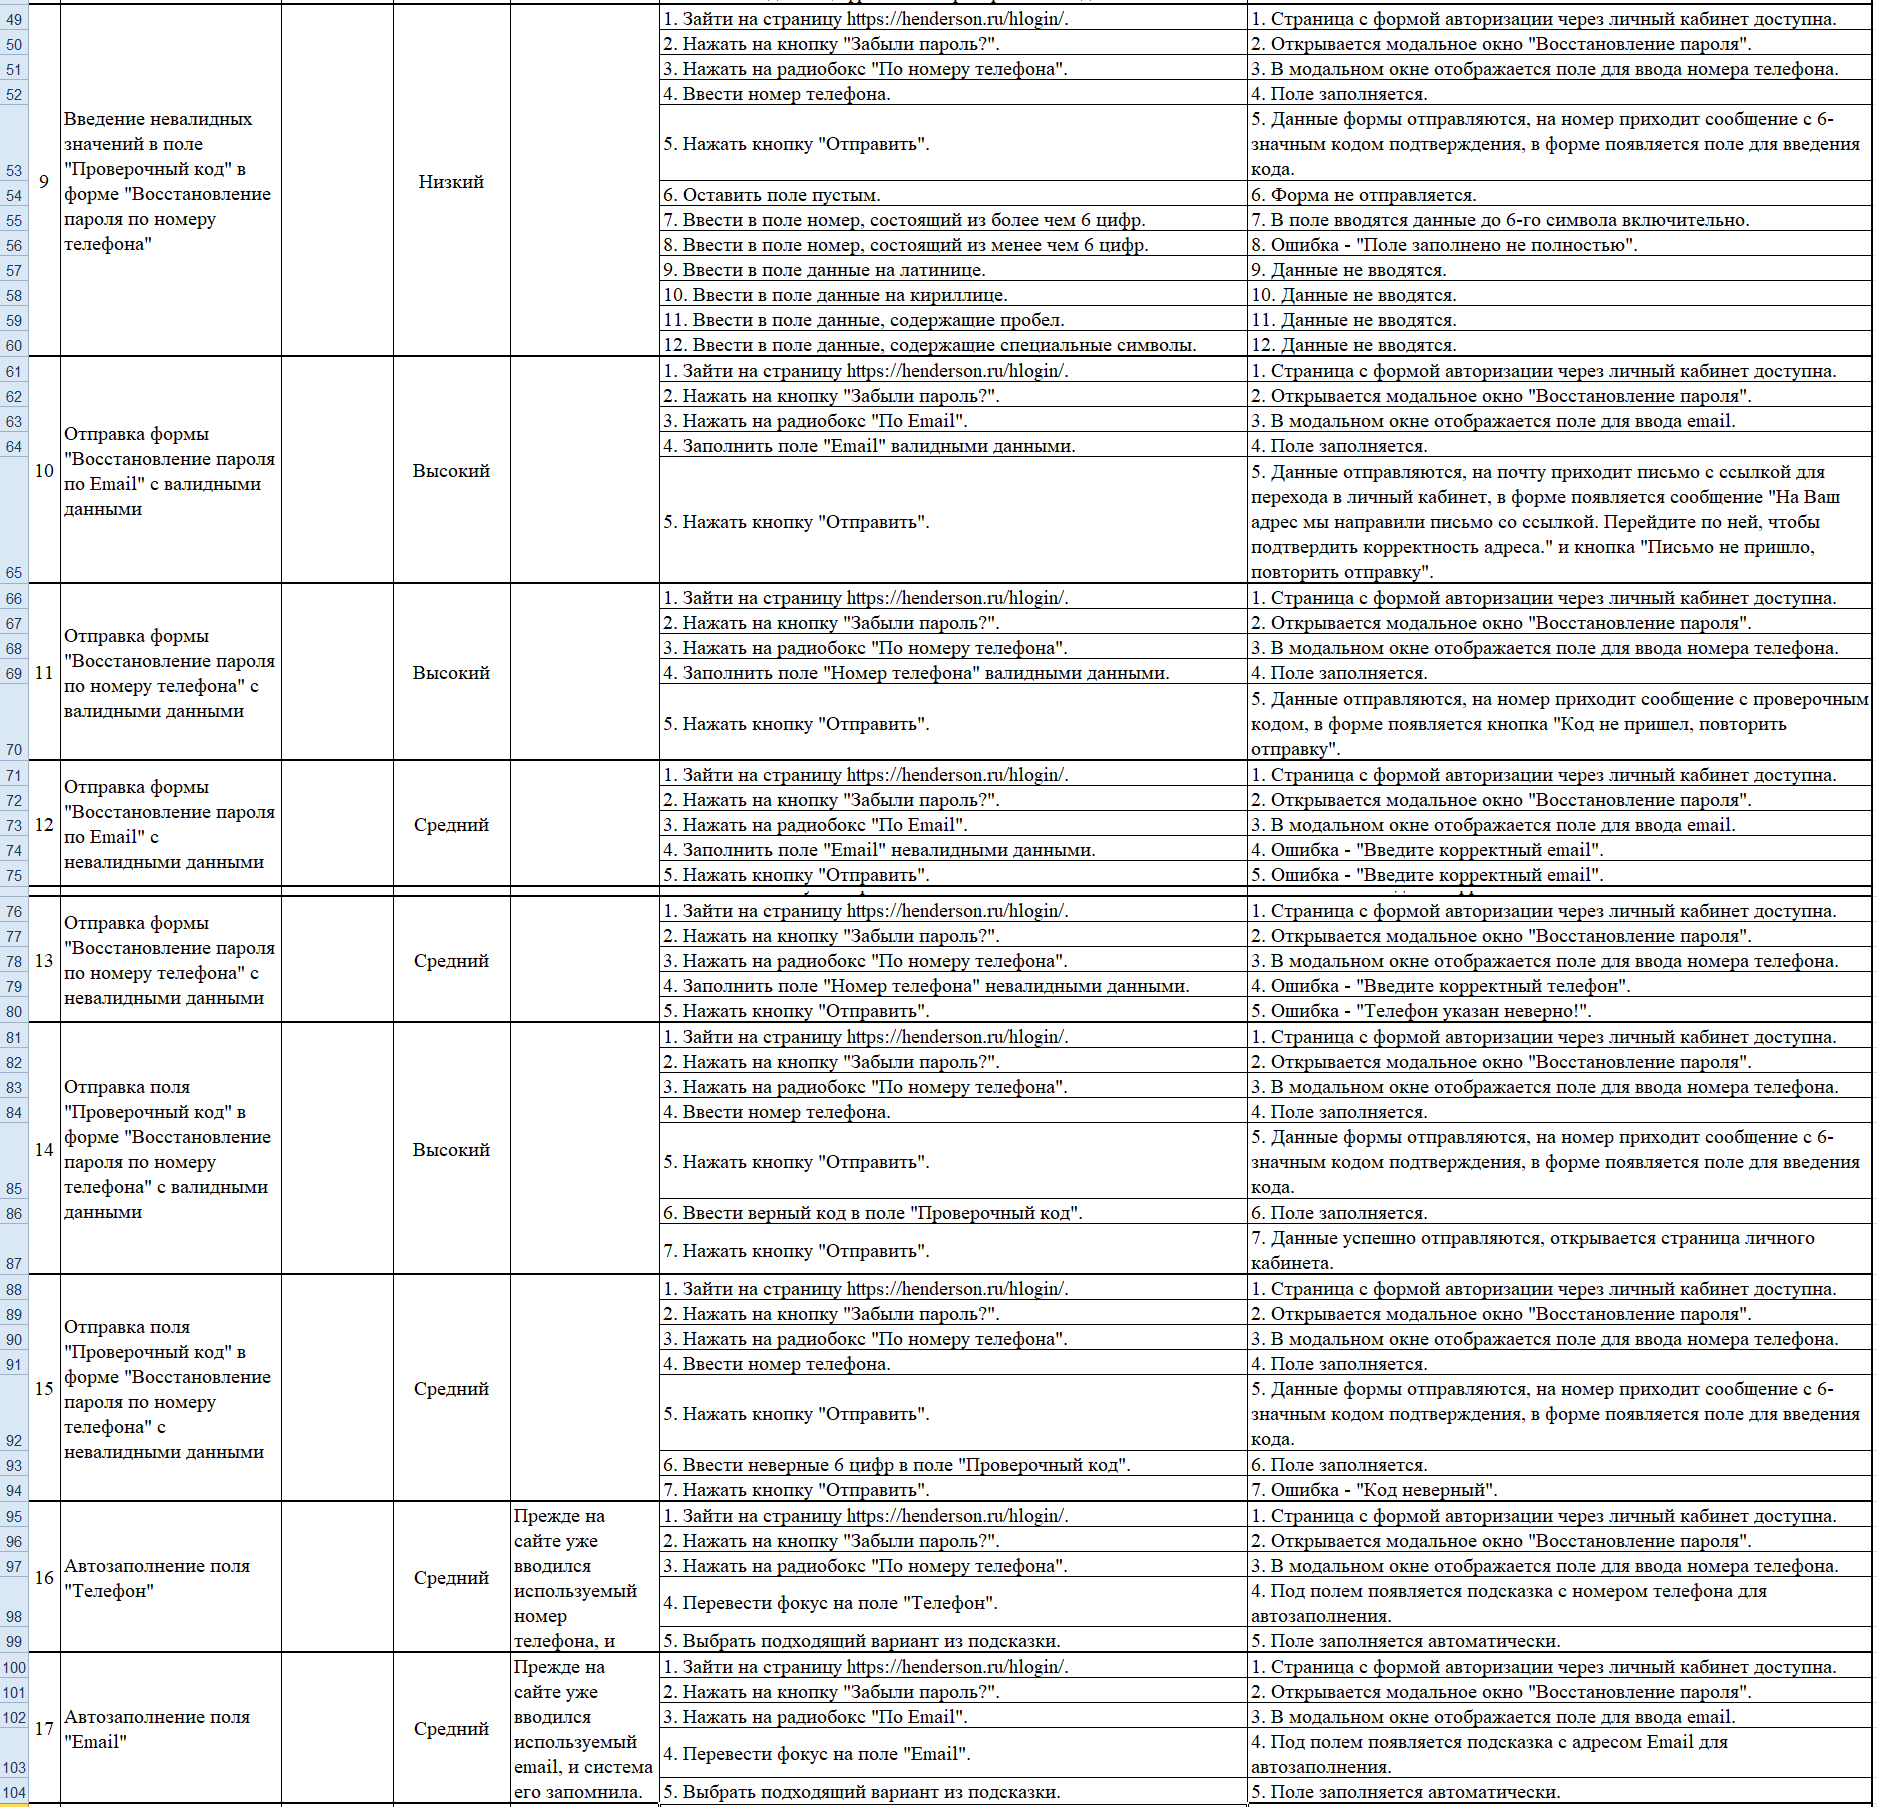 49 1. Зайти на страницу https://henderson.ru/hlogin/. 1. Страница с формой авторизации через личный кабинет доступна.
50 2. Нажать на кнопку "Забыли пароль?". 2. Открывается модальное окно "Восстановление пароля".
51 3. Нажать на радиобокс "По номеру телефона". 3. В модальном окне отображается поле для ввода номера телефона.
52 4. Ввести номер телефона. 4. Поле заполняется.
9
Введение невалидных
значений в поле
"Проверочный код" в
форме "Восстановление
пароля по номеру
телефона"
Низкий
53 5. Нажать кнопку "Отправить". 5. Данные формы отправляются, на номер приходит сообщение с 6-
значным кодом подтверждения, в форме появляется поле для введения
кода.
54 6. Оставить поле пустым. 6. Форма не отправляется.
55 7. Ввести в поле номер, состоящий из более чем 6 цифр. 7. В поле вводятся данные до 6-го символа включительно.
56 8. Ввести в поле номер, состоящий из менее чем 6 цифр. 8. Ошибка - "Поле заполнено не полностью".
57 9. Ввести в поле данные на латинице. 9. Данные не вводятся.
58 10. Ввести в поле данные на кириллице. 10. Данные не вводятся.
59 11. Ввести в поле данные, содержащие пробел. 11. Данные не вводятся.
60 12. Ввести в поле данные, содержащие специальные символы. 12. Данные не вводятся.
61 1. Зайти на страницу https://henderson.ru/hlogin/. 1. Страница с формой авторизации через личный кабинет доступна.
62 2. Нажать на кнопку "Забыли пароль?". 2. Открывается модальное окно "Восстановление пароля".
63 3. Нажать на радиобокс "По Email". 3. В модальном окне отображается поле для ввода email.
64 4. Заполнить поле "Email" валидными данными. 4. Поле заполняется.
10
Отправка формы
"Восстановление пароля
по Email" с валидными
данными
Высокий
65 5. Нажать кнопку "Отправить". 5. Данные отправляются, на почту приходит письмо с ссылкой для
перехода в личный кабинет, в форме появляется сообщение "На Ваш
адрес мы направили письмо со ссылкой. Перейдите по ней, чтобы
подтвердить корректность адреса." и кнопка "Письмо не пришло,
повторить отправку".
66 1. Зайти на страницу https://henderson.ru/hlogin/. 1. Страница с формой авторизации через личный кабинет доступна.
67 2. Нажать на кнопку "Забыли пароль?". 2. Открывается модальное окно "Восстановление пароля".
68 3. Нажать на радиобокс "По номеру телефона". 3. В модальном окне отображается поле для ввода номера телефона.
69 4. Заполнить поле "Номер телефона" валидными данными. 4. Поле заполняется.
11
Отправка формы
"Восстановление пароля
по номеру телефона" с
валидными данными
Высокий
70 5. Нажать кнопку "Отправить". 5. Данные отправляются, на номер приходит сообщение с проверочным
кодом, в форме появляется кнопка "Код не пришел, повторить
отправку".
71 1. Зайти на страницу https://henderson.ru/hlogin/. 1. Страница с формой авторизации через личный кабинет доступна.
72 2. Нажать на кнопку "Забыли пароль?". 2. Открывается модальное окно "Восстановление пароля".
73 3. Нажать на радиобокс "По Email". 3. В модальном окне отображается поле для ввода email.
74 4. Заполнить поле "Email" невалидными данными. 4. Ошибка - "Введите корректный email".
75 5. Нажать кнопку "Отправить". 5. Ошибка - "Введите корректный email".
12
Отправка формы
"Восстановление пароля
по Email" с
невалидными данными
Средний
76 1. Зайти на страницу https://henderson.ru/hlogin/. 1. Страница с формой авторизации через личный кабинет доступна.
77 2. Нажать на кнопку "Забыли пароль?". 2. Открывается модальное окно "Восстановление пароля".
78 3. Нажать на радиобокс "По номеру телефона". 3. В модальном окне отображается поле для ввода номера телефона.
79 4. Заполнить поле "Номер телефона" невалидными данными. 4. Ошибка - "Введите корректный телефон".
80 5. Нажать кнопку "Отправить". 5. Ошибка - "Телефон указан неверно!".
13
Отправка формы
"Восстановление пароля
по номеру телефона" с
невалидными данными
Средний
81 1. Зайти на страницу https://henderson.ru/hlogin/. 1. Страница с формой авторизации через личный кабинет доступна.
82 2. Нажать на кнопку "Забыли пароль?". 2. Открывается модальное окно "Восстановление пароля".
83 3. Нажать на радиобокс "По номеру телефона". 3. В модальном окне отображается поле для ввода номера телефона.
84 4. Ввести номер телефона. 4. Поле заполняется.
14
Отправка поля
"Проверочный код" в
форме "Восстановление
пароля по номеру
телефона" с валидными
данными
Высокий
85 5. Нажать кнопку "Отправить". 5. Данные формы отправляются, на номер приходит сообщение с 6-
значным кодом подтверждения, в форме появляется поле для введения
кода.
86 6. Ввести верный код в поле "Проверочный код". 6. Поле заполняется.
87 7. Нажать кнопку "Отправить". 7. Данные успешно отправляются, открывается страница личного
кабинета.
88 1. Зайти на страницу https://henderson.ru/hlogin/. 1. Страница с формой авторизации через личный кабинет доступна.
89 2. Нажать на кнопку "Забыли пароль?". 2. Открывается модальное окно "Восстановление пароля".
90 3. Нажать на радиобокс "По номеру телефона". 3. В модальном окне отображается поле для ввода номера телефона.
91 4. Ввести номер телефона. 4. Поле заполняется.
15
Отправка поля
"Проверочный код" в
форме "Восстановление
пароля по номеру
телефона" с
невалидными данными
Средний
92 5. Нажать кнопку "Отправить". 5. Данные формы отправляются, на номер приходит сообщение с 6-
значным кодом подтверждения, в форме появляется поле для введения
кода.
93 6. Ввести неверные 6 цифр в поле "Проверочный код". 6. Поле заполняется.
94 7. Нажать кнопку "Отправить". 7. Ошибка - "Код неверный".
16
Автозаполнение поля
"Телефон"
Средний
Прежде на
сайте уже
вводился
используемый
номер
телефона, и
95 1. Зайти на страницу https://henderson.ru/hlogin/. 1. Страница с формой авторизации через личный кабинет доступна.
96 2. Нажать на кнопку "Забыли пароль?". 2. Открывается модальное окно "Восстановление пароля".
97 3. Нажать на радиобокс "По номеру телефона". 3. В модальном окне отображается поле для ввода номера телефона.
98 4. Перевести фокус на поле "Телефон". 4. Под полем появляется подсказка с номером телефона для
автозаполнения.
99 5. Выбрать подходящий вариант из подсказки. 5. Поле заполняется автоматически.
17
Автозаполнение поля
"Email"
Средний
Прежде на
сайте уже
вводился
используемый
email, и система
его запомнила.
100 1. Зайти на страницу https://henderson.ru/hlogin/. 1. Страница с формой авторизации через личный кабинет доступна.
101 2. Нажать на кнопку "Забыли пароль?". 2. Открывается модальное окно "Восстановление пароля".
102 3. Нажать на радиобокс "По Email". 3. В модальном окне отображается поле для ввода email.
103 4. Перевести фокус на поле "Email". 4. Под полем появляется подсказка с адресом Email для
автозаполнения.
104 5. Выбрать подходящий вариант из подсказки. 5. Поле заполняется автоматически.